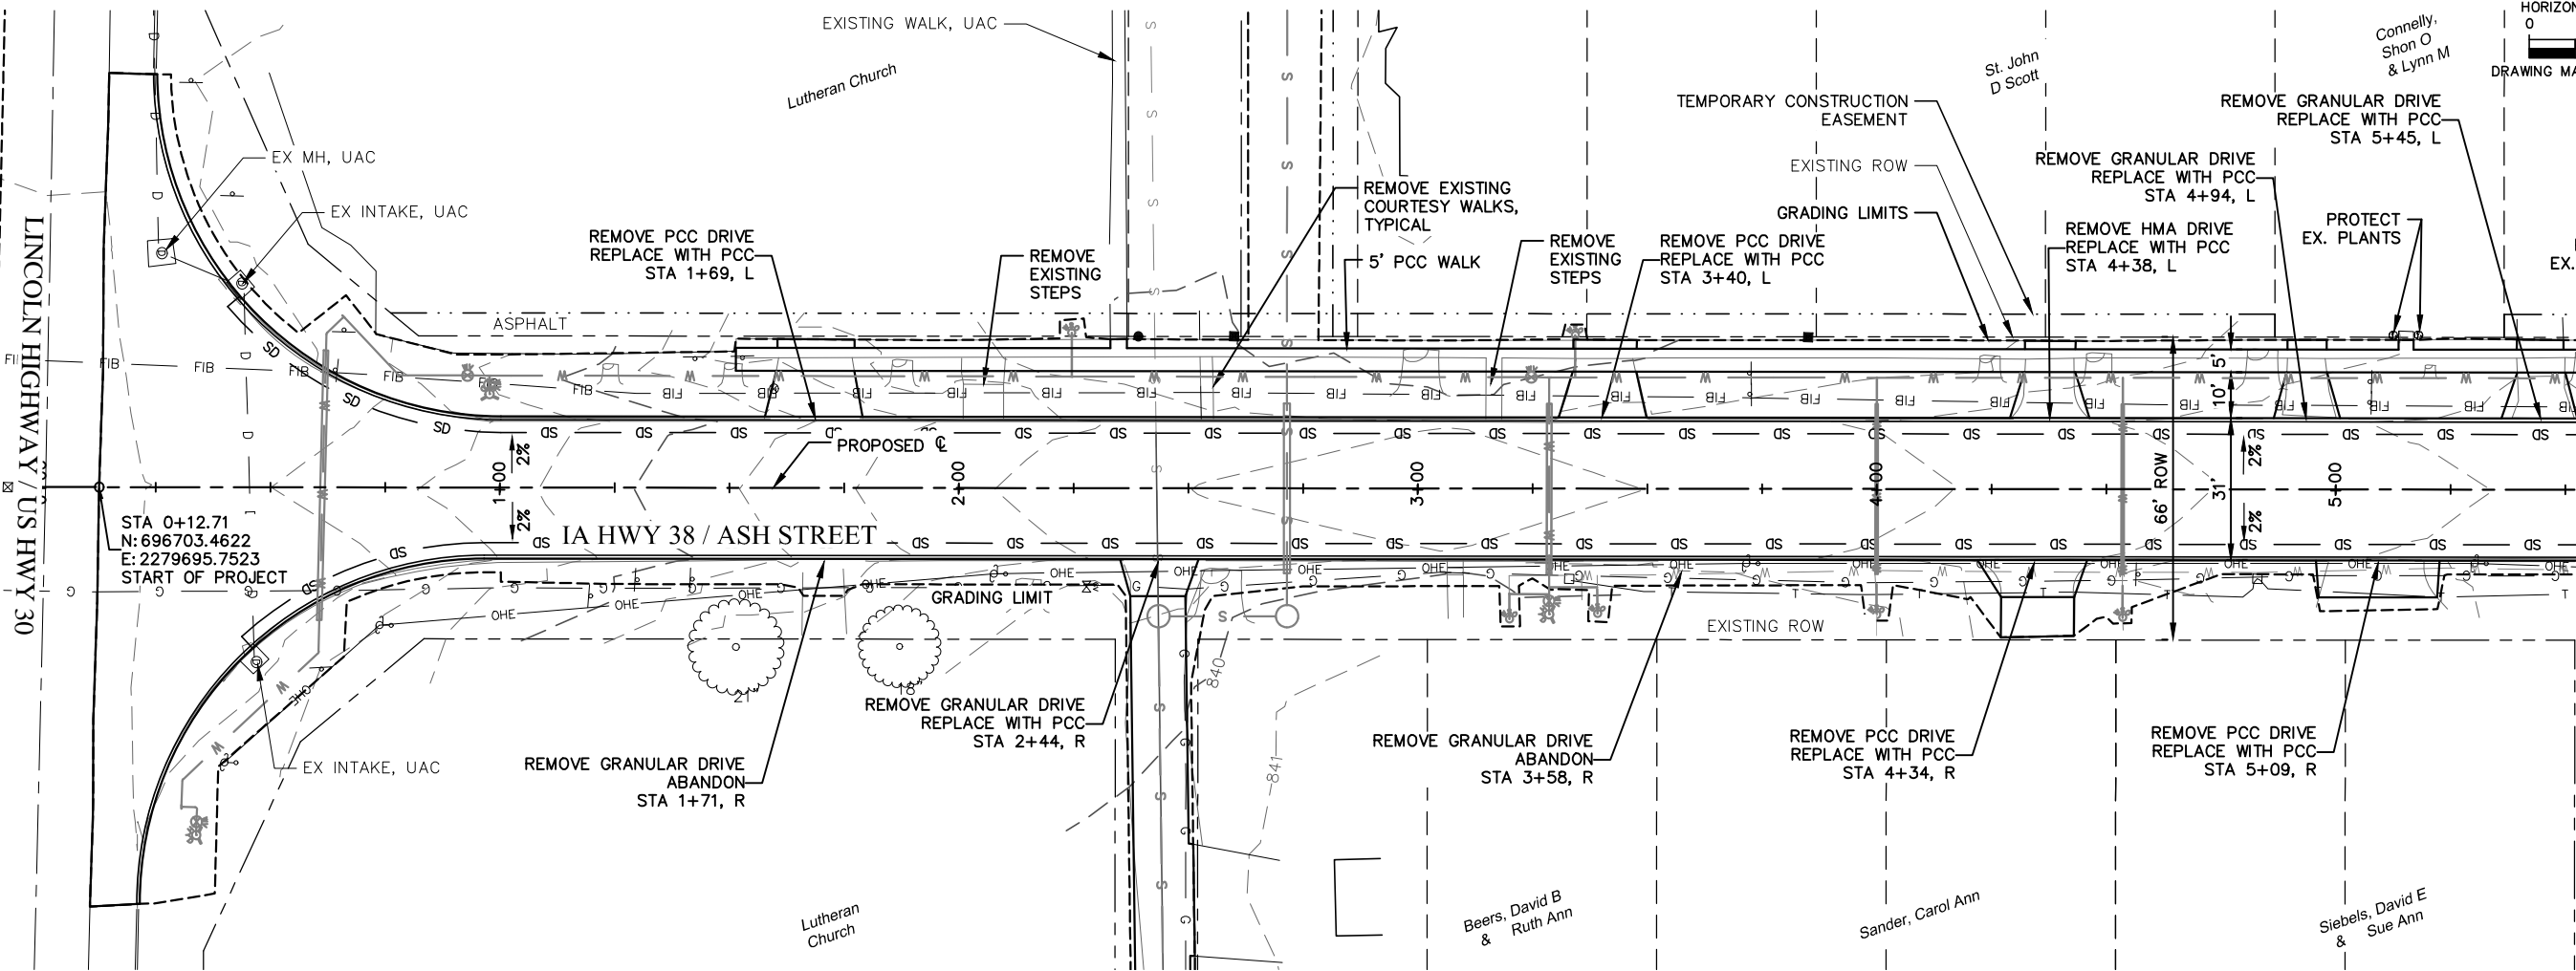 EXISTING WALK, UAC
Lutheran Church
EX MH, UAC
EX INTAKE, UAC
REMOVE PCC DRIVE
REPLACE WITH PCC
STA 1+69, L
REMOVE
EXISTING
STEPS
REMOVE EXISTING
COURTESY WALKS,
TYPICAL
5' PCC WALK
REMOVE
EXISTING
STEPS
REMOVE PCC DRIVE
REPLACE WITH PCC
STA 3+40, L
TEMPORARY CONSTRUCTION
EASEMENT
EXISTING ROW
GRADING LIMITS
St. John
D Scott
REMOVE HMA DRIVE
REPLACE WITH PCC
STA 4+38, L
REMOVE GRANULAR DRIVE
REPLACE WITH PCC
STA 4+94, L
REMOVE GRANULAR DRIVE
REPLACE WITH PCC
STA 5+45, L
Connelly,
Shon O
& Lynn M
0
PROTECT
EX. PLANTS
EX.
ASPHALT
LINCOLN HIGHWAY / US HWY 30
STA 0+12.71
N:696703.4622
E:2279695.7523
START OF PROJECT
1+00
2%
2%
PROPOSED ℄
IA HWY 38 / ASH STREET
2+00
3+00
4+00
5+00
66' ROW
31'
10'
5'
2%
2%
GRADING LIMIT
EXISTING ROW
21"
18"
840
841
EX INTAKE, UAC
REMOVE GRANULAR DRIVE
ABANDON
STA 1+71, R
REMOVE GRANULAR DRIVE
REPLACE WITH PCC
STA 2+44, R
REMOVE GRANULAR DRIVE
ABANDON
STA 3+58, R
REMOVE PCC DRIVE
REPLACE WITH PCC
STA 4+34, R
REMOVE PCC DRIVE
REPLACE WITH PCC
STA 5+09, R
Lutheran
Church
Beers, David B
& Ruth Ann
Sander, Carol Ann
Siebels, David E
& Sue Ann